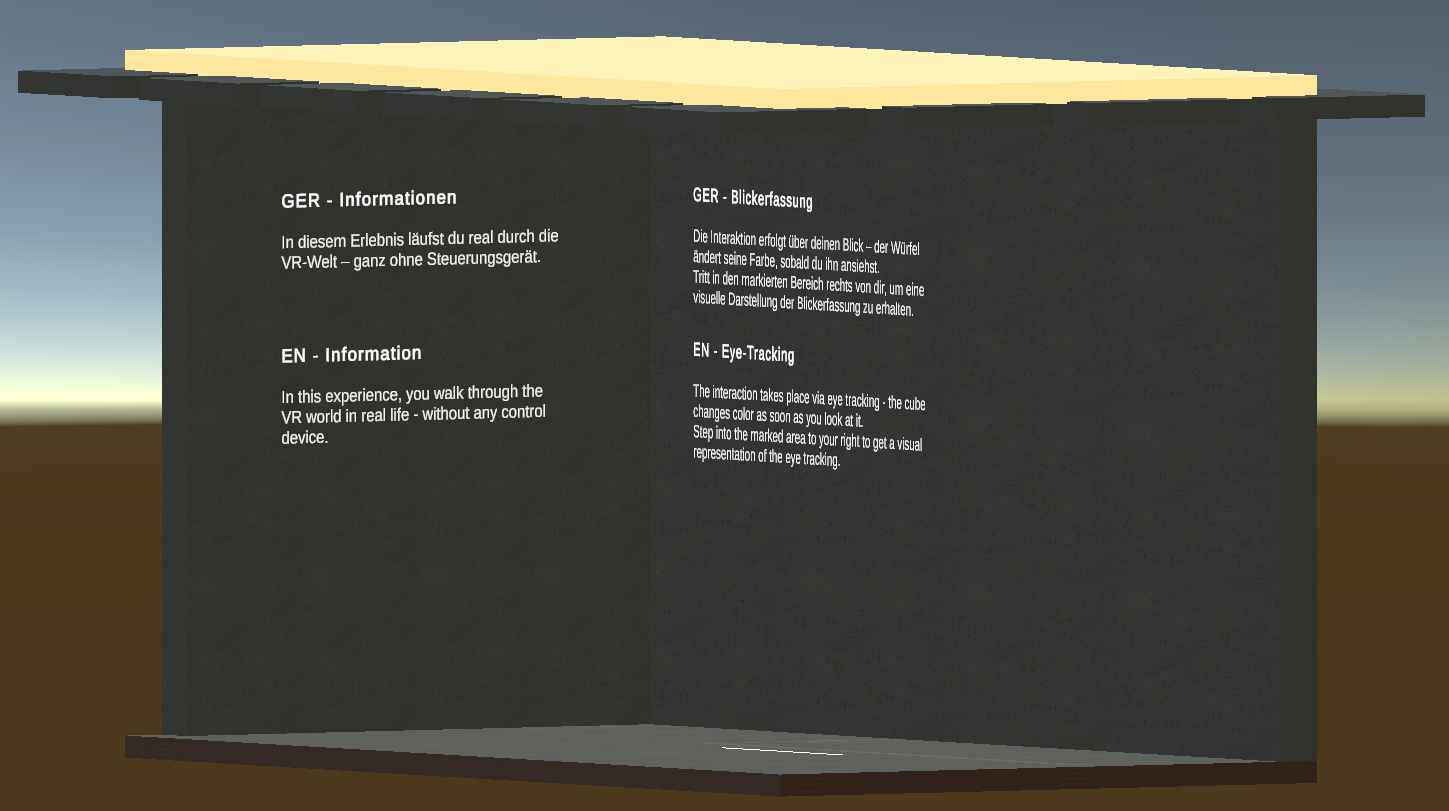 GER - Informationen
In diesem Erlebnis läufst du real durch die
VR-Welt – ganz ohne Steuerungsgerät.
EN - Information
In this experience, you walk through the
VR world in real life - without any control
device.
GER - Blickerfassung
Die Interaktion erfolgt über deinen Blick – der Würfel
ändert seine Farbe, sobald du ihn ansiehst.
Tritt in den markierten Bereich rechts von dir, um eine
visuelle Darstellung der Blickerfassung zu erhalten.
EN - Eye-Tracking
The interaction takes place via eye tracking - the cube
changes color as soon as you look at it.
Step into the marked area to your right to get a visual
representation of the eye tracking.